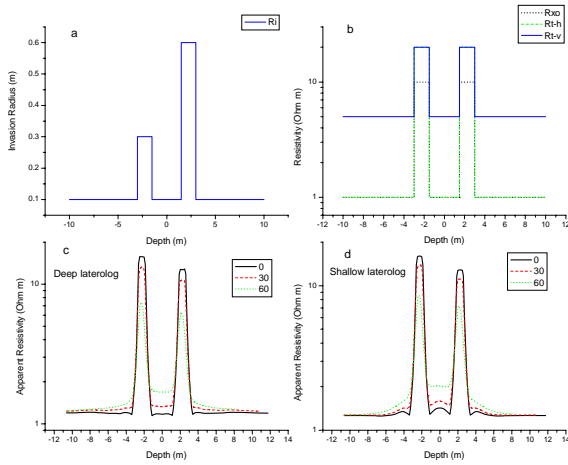 a
Ri
Invasion Radius (m)
0.6
0.5
0.4
0.3
0.2
0.1
-10 -5 0 5 10
Depth (m)
b
Rxo
Rt-h
Rt-v
Resistivity (Ohm m)
10
1
-10 -8 -6 -4 -2 0 2 4 6 8 10
Depth (m)
c
Deep laterolog
0
30
60
Apparent Resistivity (Ohm m)
10
1
-12 -10 -8 -6 -4 -2 0 2 4 6 8 10 12 14
Depth (m)
d
Shallow laterolog
0
30
60
Apparent Resistivity (Ohm m)
10
1
-12 -10 -8 -6 -4 -2 0 2 4 6 8 10 12 14
Depth (m)